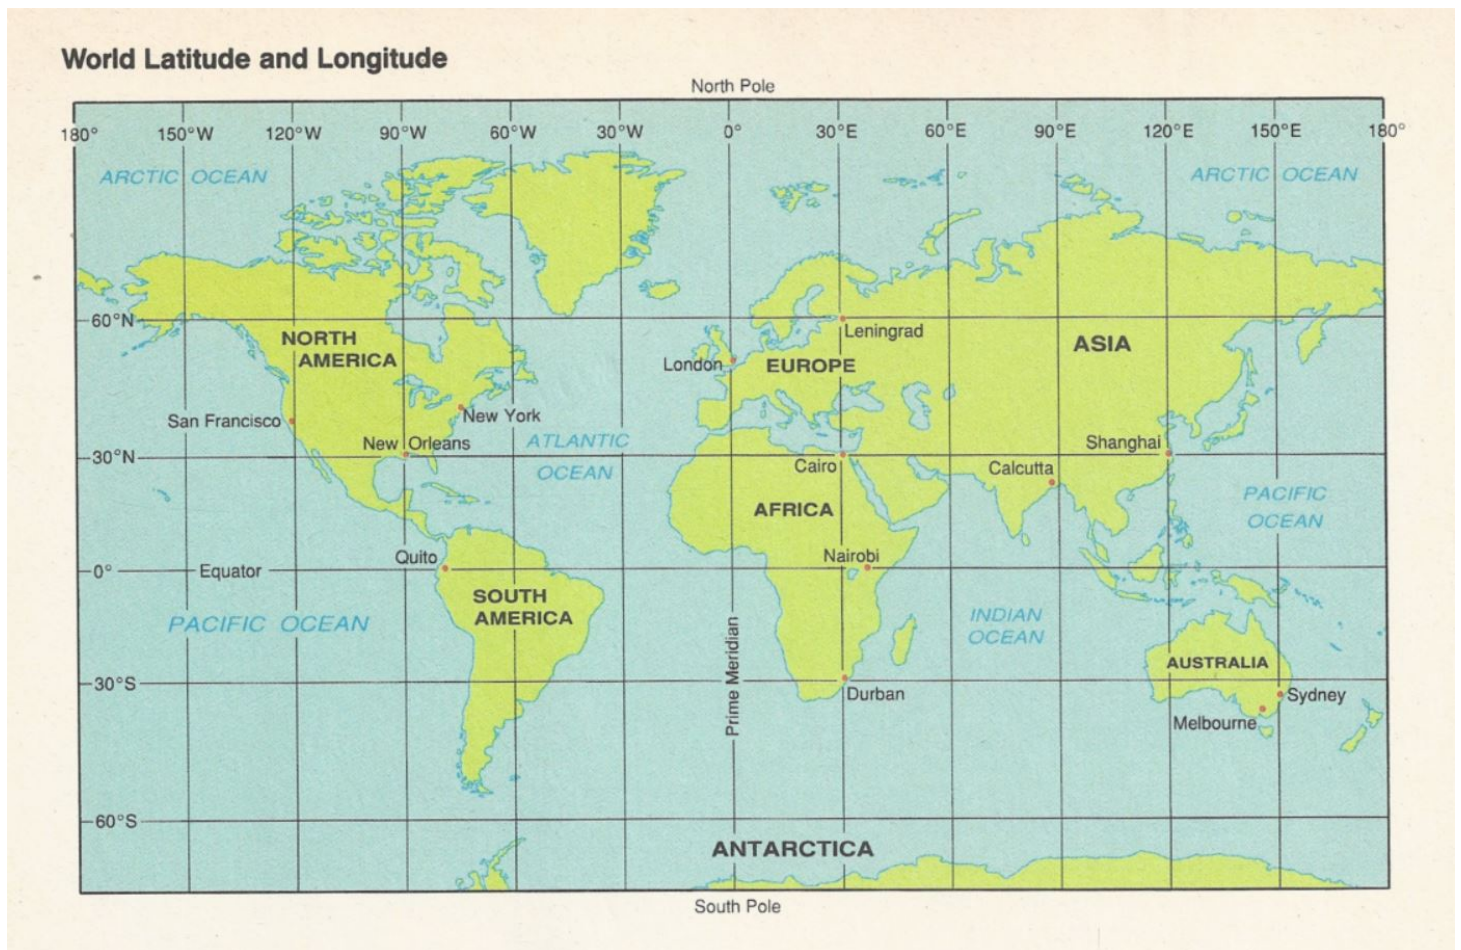 World Latitude and Longitude
North Pole
180° 150°W 120°W 90°W 60°W 30°W 0° 30°E 60°E 90°E 120°E 150°E 180°
ARCTIC OCEAN
ARCTIC OCEAN
60°N
NORTH
AMERICA
Leningrad
ASIA
London
EUROPE
San Francisco
New York
New Orleans
ATLANTIC
OCEAN
Shanghai
30°N
Cairo
Calcutta
PACIFIC
OCEAN
AFRICA
Quito
Nairobi
0°
Equator
SOUTH
AMERICA
PACIFIC OCEAN
INDIAN
OCEAN
Prime Meridian
AUSTRALIA
30°S
Durban
Sydney
Melbourne
60°S
ANTARCTICA
South Pole